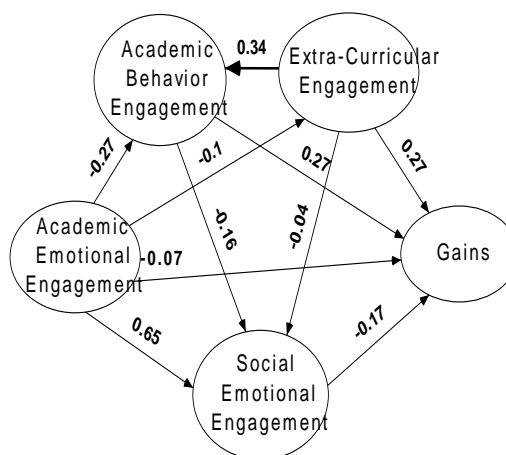 0.34
Academic
Behavior
Engagement
Extra-Curricular
Engagement
-0.27
-0.1
0.27
0.27
-0.16
-0.04
Academic
Emotional
Engagement
-0.07
Gains
0.65
-0.17
Social
Emotional
Engagement